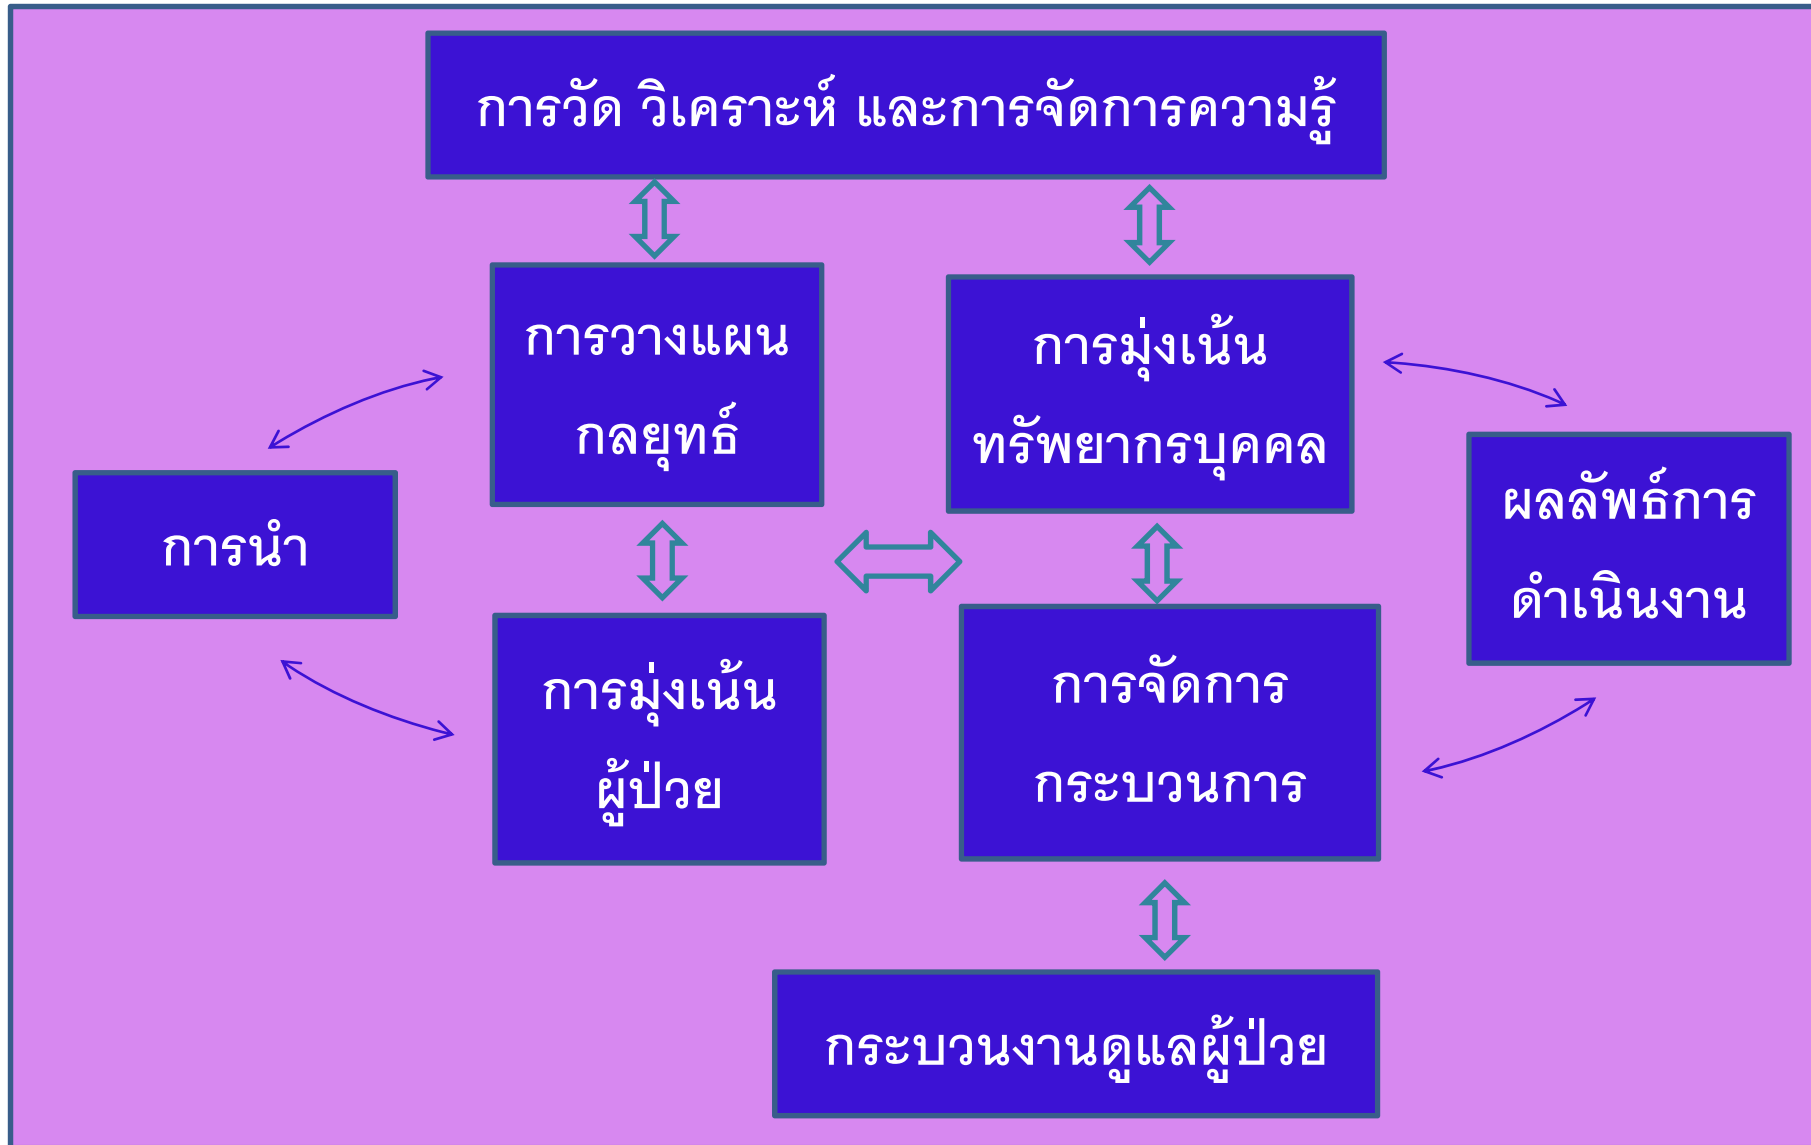 การวัด วิเคราะห์ และการจัดการความรู้
การวางแผน
กลยุทธ์
การมุ่งเน้น
ทรัพยากรบุคคล
การนำ
ผลลัพธ์การ
ดำเนินงาน
การมุ่งเน้น
ผู้ป่วย
การจัดการ
กระบวนการ
กระบวนงานดูแลผู้ป่วย